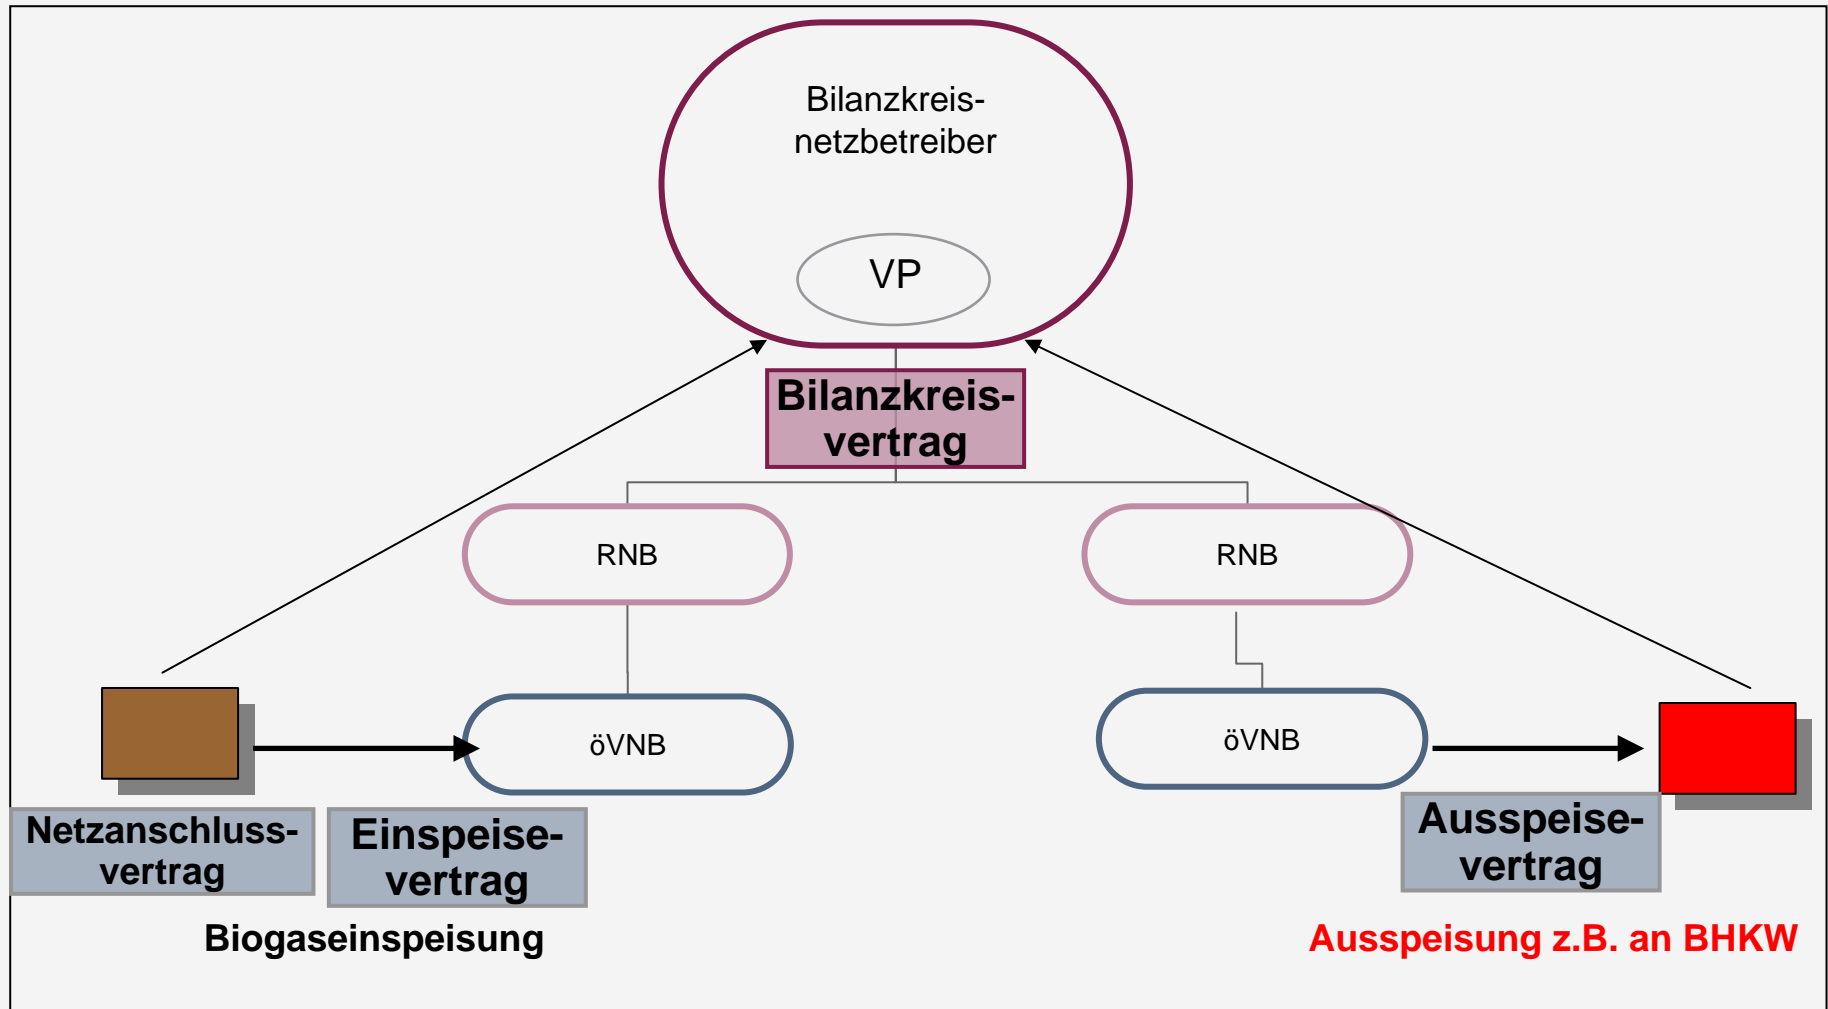 Bilanzkreis-
netzbetreiber
VP
Bilanzkreis-
vertrag
RNB
RNB
öVNB
öVNB
Netzanschluss-
vertrag
Einspeise-
vertrag
Ausspeise-
vertrag
Biogaseinspeisung
Ausspeisung z.B. an BHKW